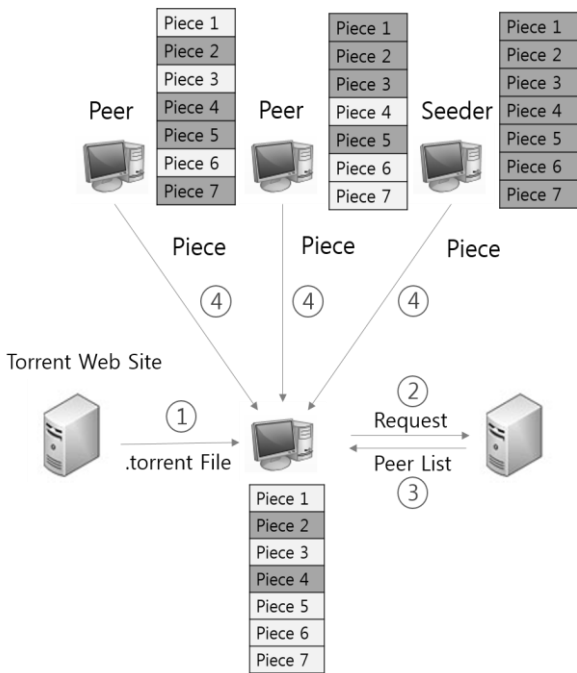 Piece 1
Piece 2
Piece 3
Piece 4
Piece 5
Piece 6
Piece 7
Peer
Piece 1
Piece 2
Piece 3
Piece 4
Piece 5
Piece 6
Piece 7
Peer
Piece 1
Piece 2
Piece 3
Piece 4
Piece 5
Piece 6
Piece 7
Seeder
Piece
Piece
Piece
④
④
④
Torrent Web Site
①
.torrent File
②
Request
Peer List
③
Piece 1
Piece 2
Piece 3
Piece 4
Piece 5
Piece 6
Piece 7